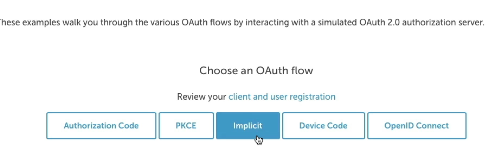 These examples walk you through the various OAuth flows by interacting with a simulated OAuth 2.0 authorization server.
Choose an OAuth flow
Review your client and user registration
Authorization Code PKCE Implicit Device Code OpenID Connect